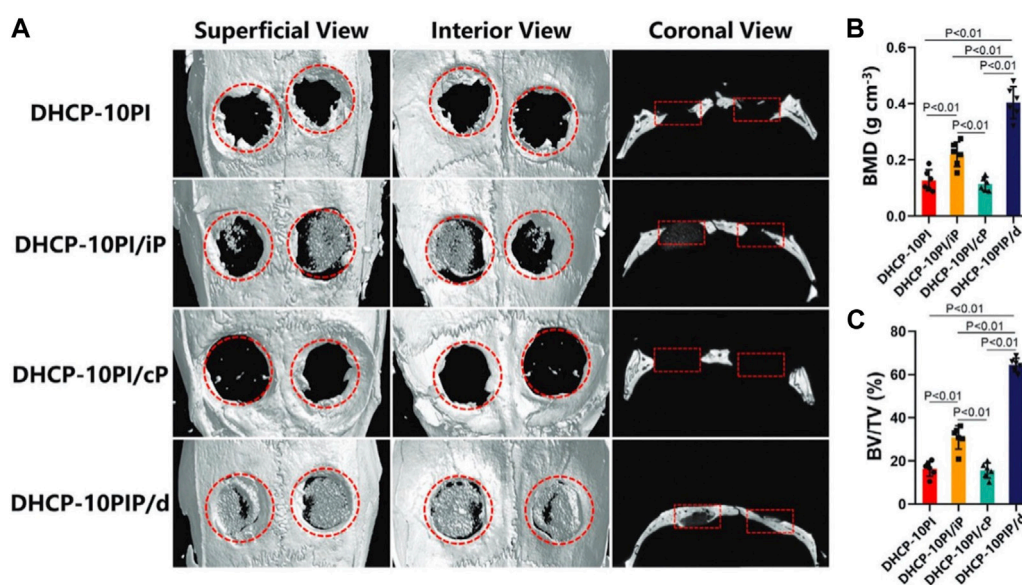 A
Superficial View Interior View Coronal View
DHCP-10PI
DHCP-10PI/iP
DHCP-10PI/cP
DHCP-10PIP/d
B
P<0.01
P<0.01
P<0.01
P<0.01
P<0.01
BMD (g cm-3)
0.6
0.4
0.2
0.0
DHCP-10PI
DHCP-10PI/iP
DHCP-10PI/cP
DHCP-10PIP/d
C
P<0.01
P<0.01
P<0.01
P<0.01
P<0.01
BV/TV (%)
80
60
40
20
0
DHCP-10PI
DHCP-10PI/iP
DHCP-10PI/cP
DHCP-10PIP/d